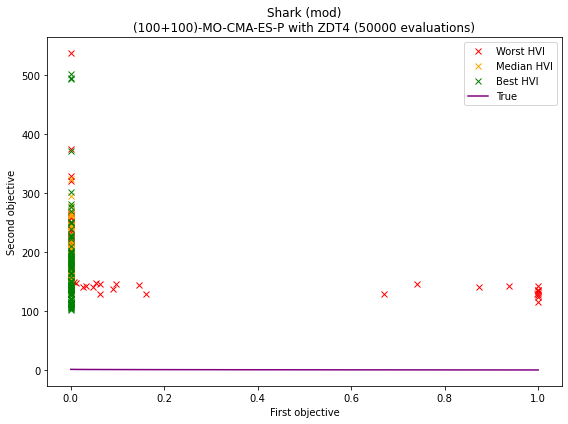 Shark (mod)
(100+100)-MO-CMA-ES-P with ZDT4 (50000 evaluations)
Worst HVI
Median HVI
Best HVI
True
Second objective
500
400
300
200
100
0
0.0 0.2 0.4 0.6 0.8 1.0
First objective